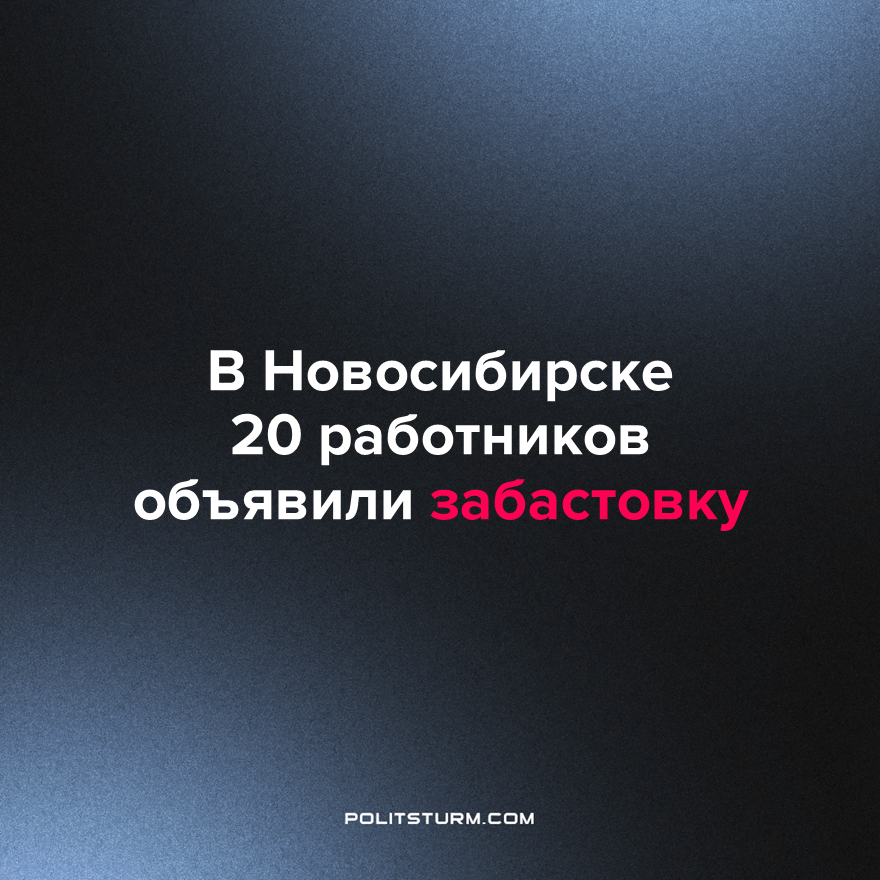 В Новосибирске
20 работников
объявили забастовку
POLITSTURM.COM